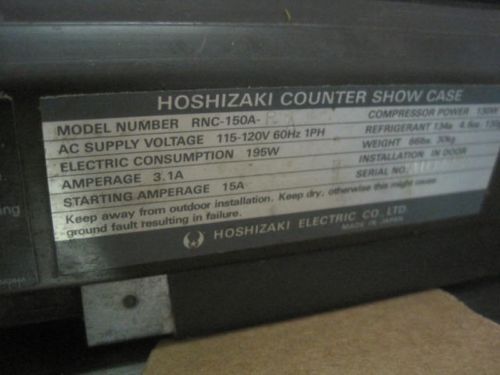 HOSHIZAKI COUNTER SHOW CASE
MODEL NUMBER RNC-150A-
COMPRESSOR POWER 130W
AC SUPPLY VOLTAGE 115-120V 60Hz 1PH
REFRIGERANT 134a
ELECTRIC CONSUMPTION 195W
WEIGHT 66lbs. 30kg
AMPERAGE 3.1A
INSTALLATION IN DOOR
STARTING AMPERAGE 15A
SERIAL NO.
Keep away from outdoor installation. Keep dry, otherwise this might cause
ground fault resulting in failure.
HOSHIZAKI ELECTRIC CO., LTD.
MADE IN JAPAN